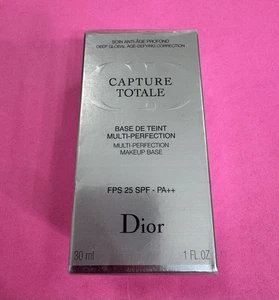 SOIN ANTI-ÂGE PROFOND
DEEP GLOBAL AGE-DEFYING CORRECTION
CAPTURE
TOTALE
BASE DE TEINT
MULTI-PERFECTION
MULTI-PERFECTION
MAKEUP BASE
FPS 25 SPF - PA++
Dior
30 ml 1 FL.OZ